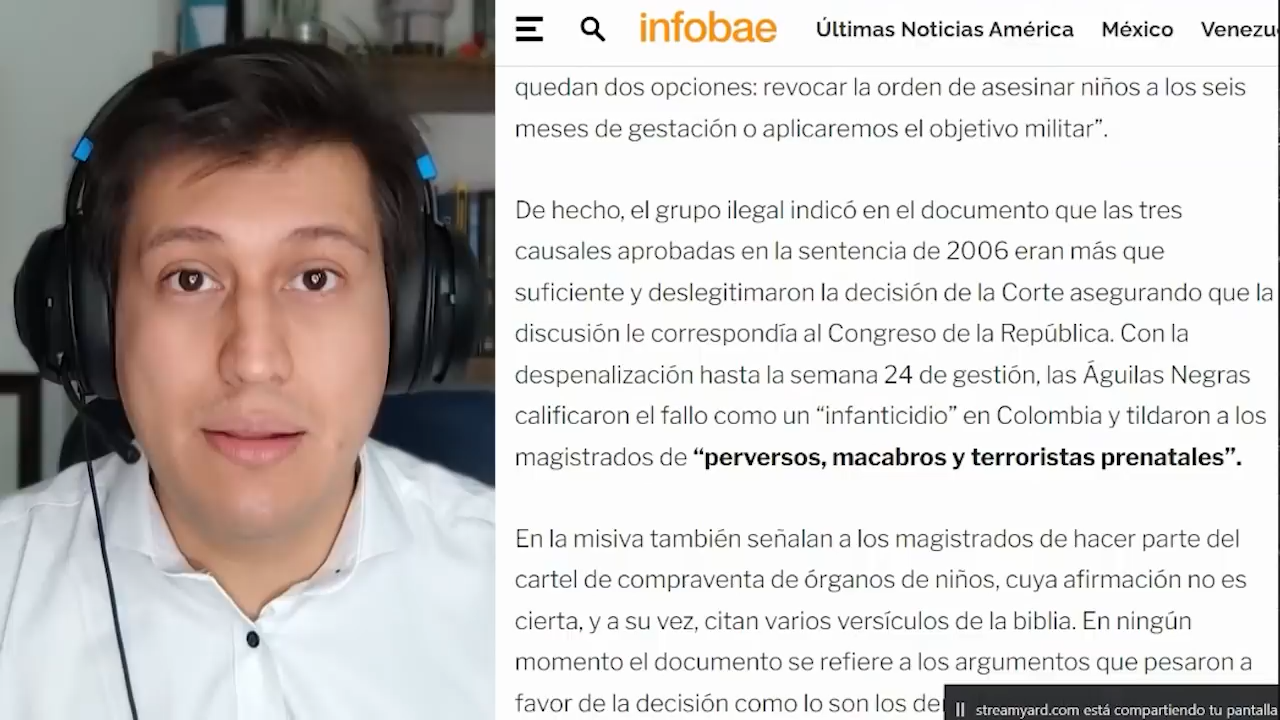 infobae
Últimas Noticias América
México
Venezu
quedan dos opciones: revocar la orden de asesinar niños a los seis
meses de gestación o aplicaremos el objetivo militar”.
De hecho, el grupo ilegal indicó en el documento que las tres
causales aprobadas en la sentencia de 2006 eran más que
suficiente y deslegitimaron la decisión de la Corte asegurando que la
discusión le correspondía al Congreso de la República. Con la
despenalización hasta la semana 24 de gestión, las Águilas Negras
calificaron el fallo como un “infanticidio” en Colombia y tildaron a los
magistrados de “perversos, macabros y terroristas prenatales”.
En la misiva también señalan a los magistrados de hacer parte del
cartel de compraventa de órganos de niños, cuya afirmación no es
cierta, y a su vez, citan varios versículos de la biblia. En ningún
momento el documento se refiere a los argumentos que pesaron a
favor de la decisión como lo son los de
streamyard.com está compartiendo tu pantalla